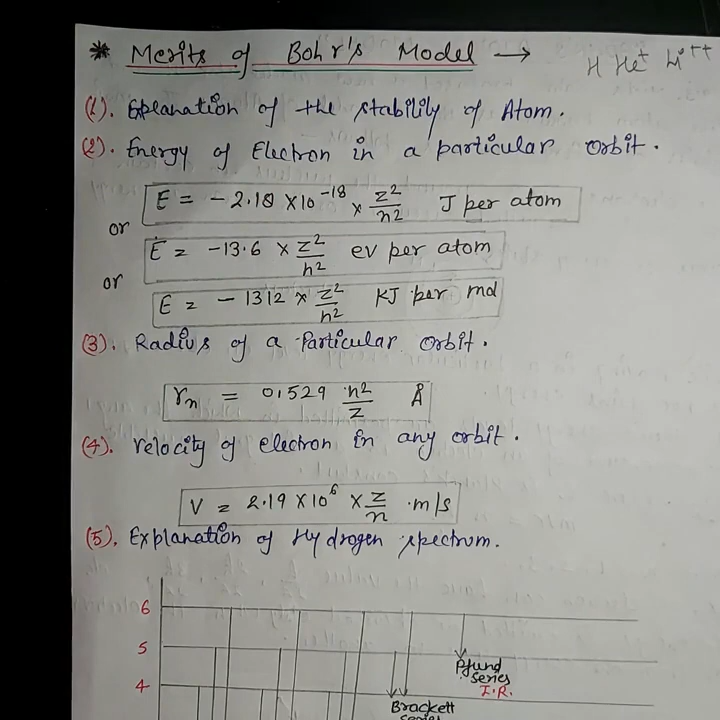 * Merits of Bohr's Model → H He⁺ Li⁺⁺
(1). Explanation of the stability of Atom.
(2). Energy of Electron in a particular orbit.
E = -2.18 ×10⁻¹⁸ × z²/n² J per atom
or
E = -13.6 × z²/n² ev per atom
or
E = - 1312 × z²/n² KJ per mol
(3). Radius of a Particular orbit.
rₙ = 0.529 n²/z Å
(4). velocity of electron in any orbit.
V = 2.19 ×10⁶ × z/n m/s
(5). Explanation of Hydrogen spectrum.
6
5
Pfund
Series
I.R.
4
Brackett
series